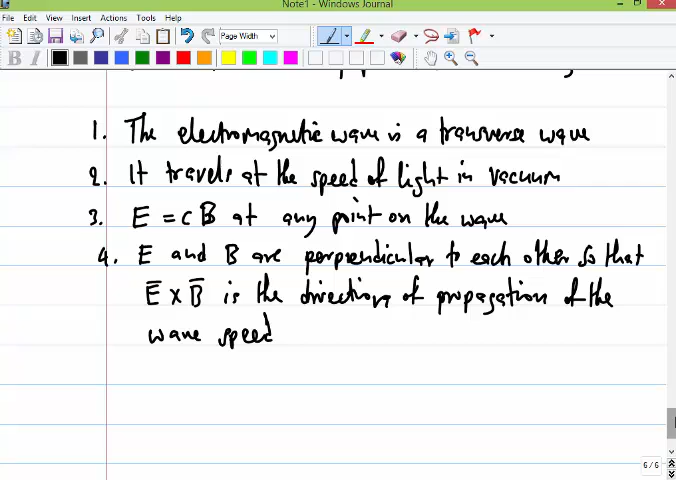 Note1 - Windows Journal
File Edit View Insert Actions Tools Help
Page Width
1. The electromagnetic wave is a transverse wave
2. It travels at the speed of light in vacuum
3. E = c B at any point on the wave
4. E and B are perpendicular to each other so that
E̅ x B̅ is the direction of propagation of the
wave speed
6/6